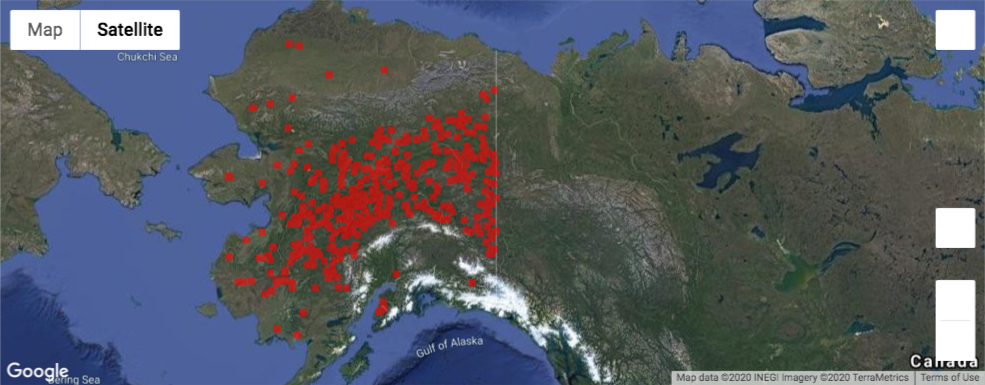 Map Satellite
Chukchi Sea
Gulf of Alaska
Canada
Google
Bering Sea
Map data ©2020 INEGI Imagery ©2020 TerraMetrics Terms of Use